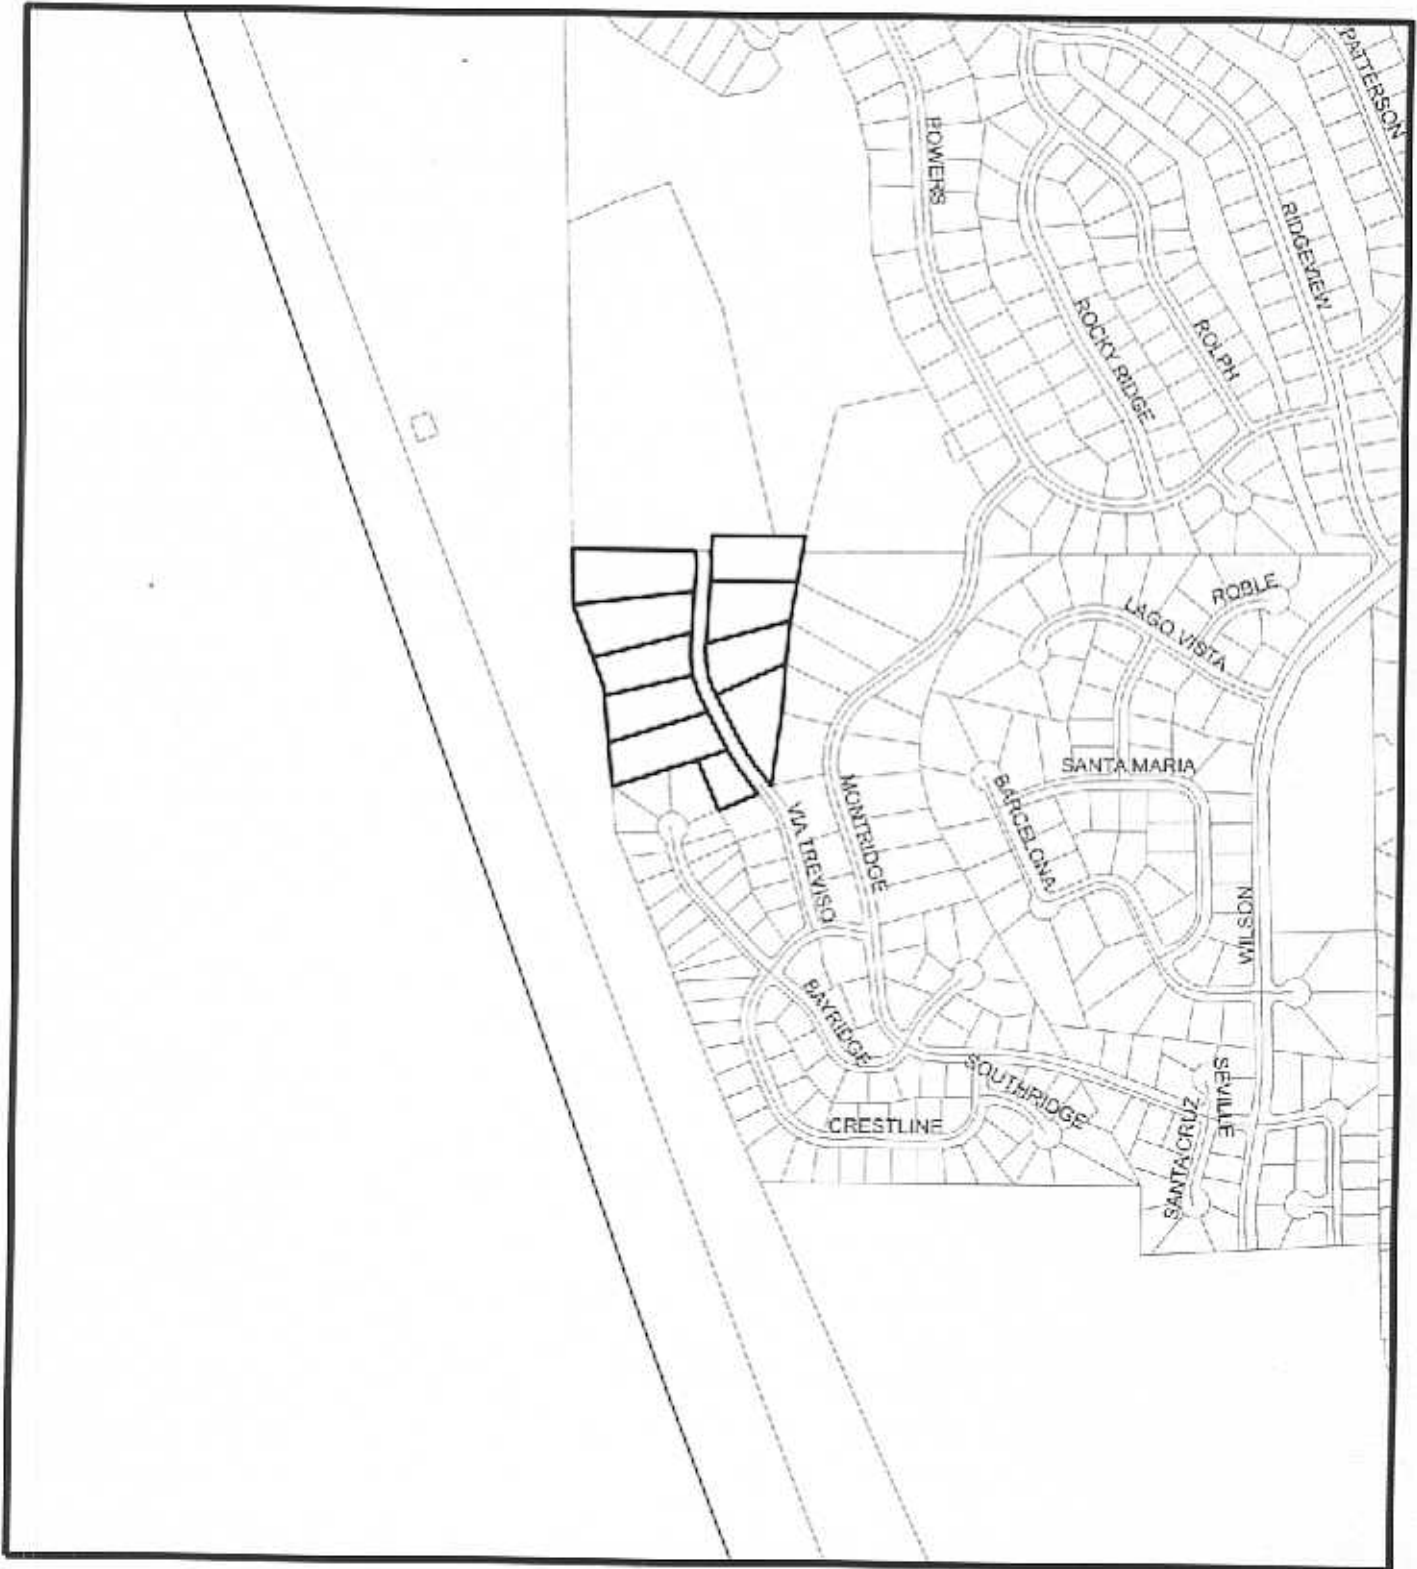 PATTERSON
POWERS
RIDGEVIEW
ROCKY RIDGE
ROLPH
ROBLE
LAGO VISTA
SANTA MARIA
BARCELONA
MONTRIDGE
VIA TREVISO
WILSON
BAYRIDGE
SOUTHRIDGE
SEVILLE
CRESTLINE
SANTA CRUZ